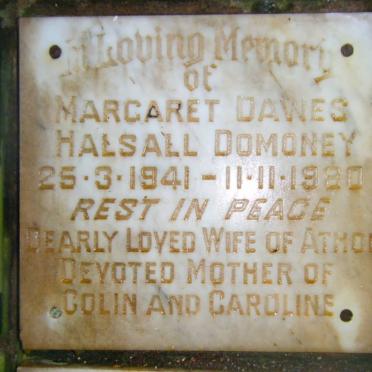 In Loving Memory
of
MARGARET DAWES
HALSALL DOMONEY
25·3·1941 – 11·11·1980
REST IN PEACE
DEARLY LOVED WIFE OF
DEVOTED MOTHER OF
COLIN AND CAROLINE